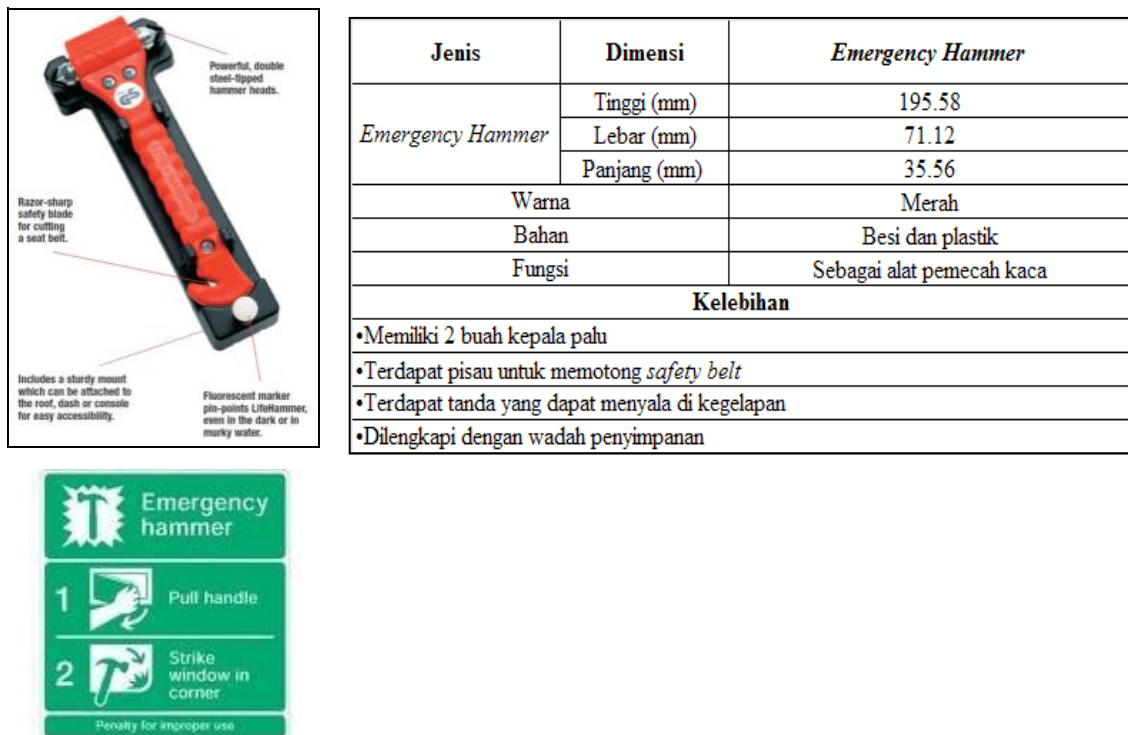 Powerful, double
steel-tipped
hammer heads.
Razor-sharp
safety blade
for cutting
a seat belt.
Includes a sturdy mount
which can be attached to
the roof, dash or console
for easy accessibility.
Fluorescent marker
pin-points LifeHammer,
even in the dark or in
murky water.
Jenis Dimensi Emergency Hammer
Emergency Hammer
Tinggi (mm) 195.58
Lebar (mm) 71.12
Panjang (mm) 35.56
Warna Merah
Bahan Besi dan plastik
Fungsi Sebagai alat pemecah kaca
Kelebihan
•Memiliki 2 buah kepala palu
•Terdapat pisau untuk memotong safety belt
•Terdapat tanda yang dapat menyala di kegelapan
•Dilengkapi dengan wadah penyimpanan
Emergency
hammer
1 Pull handle
2 Strike
window in
corner
Penalty for improper use